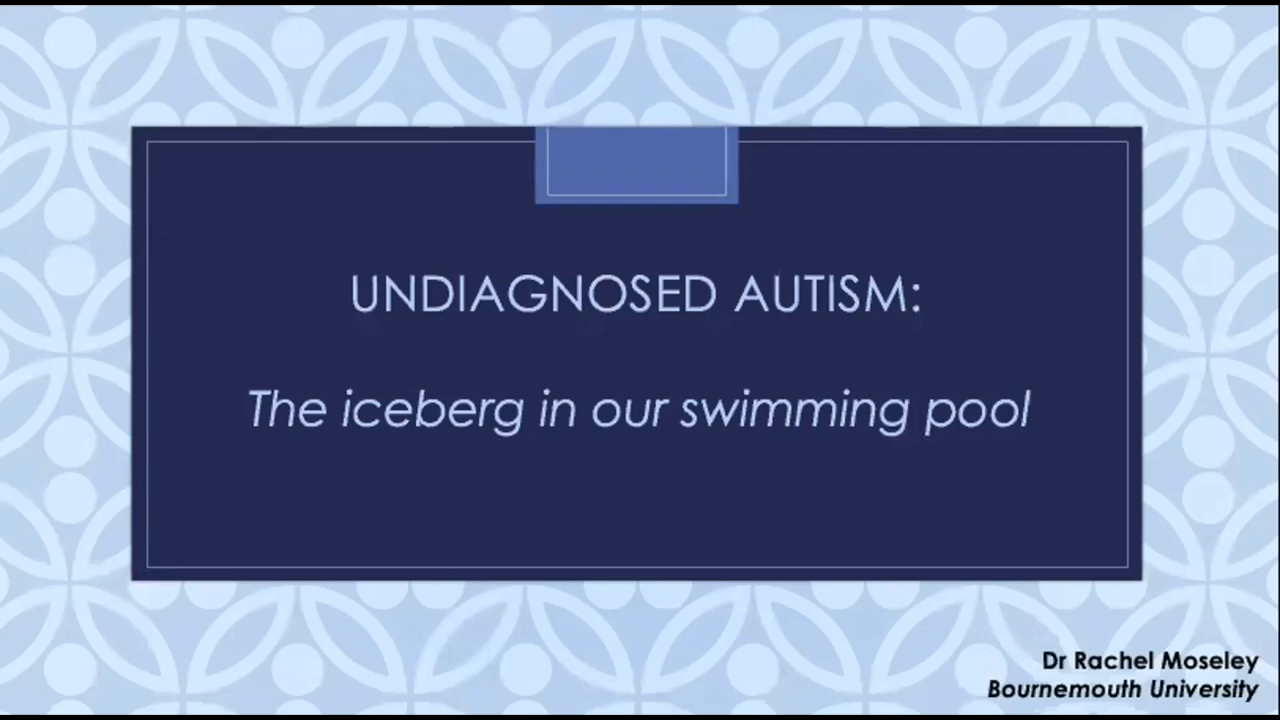 UNDIAGNOSED AUTISM:
The iceberg in our swimming pool
Dr Rachel Moseley
Bournemouth University